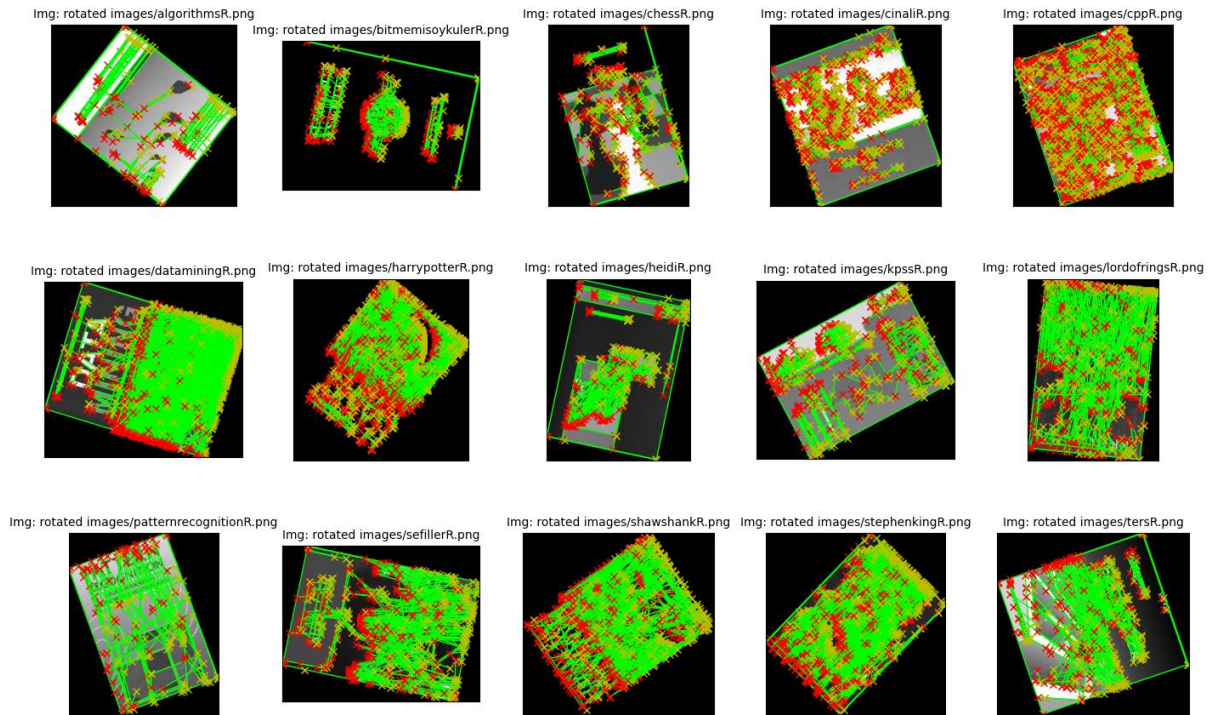 Img: rotated images/algorithmsR.png
Img: rotated images/bitmemisoykulerR.png
Img: rotated images/chessR.png
Img: rotated images/cinaliR.png
Img: rotated images/cppR.png
Img: rotated images/dataminingR.png
Img: rotated images/harrypotterR.png
Img: rotated images/heidiR.png
Img: rotated images/kpssR.png
Img: rotated images/lordofringsR.png
DATA
MINING
Img: rotated images/patternrecognitionR.png
Img: rotated images/sefillerR.png
Img: rotated images/shawshankR.png
Img: rotated images/stephenkingR.png
Img: rotated images/tersR.png